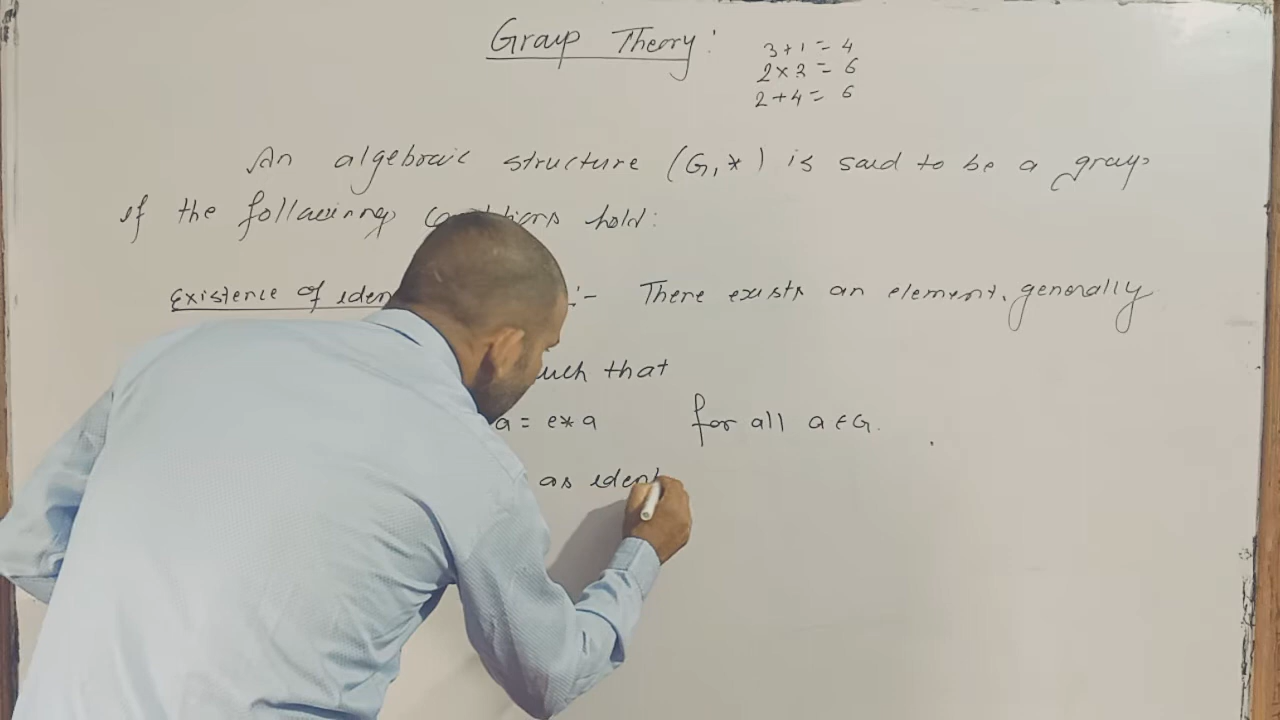 Group Theory:
3+1=4
2×3=6
2+4=6
An algebraic structure (G,*) is said to be a group
if the following conditions hold:
Existence of iden :- There exists an element, generally
such that
a = e*a for all a∈G.
as ident